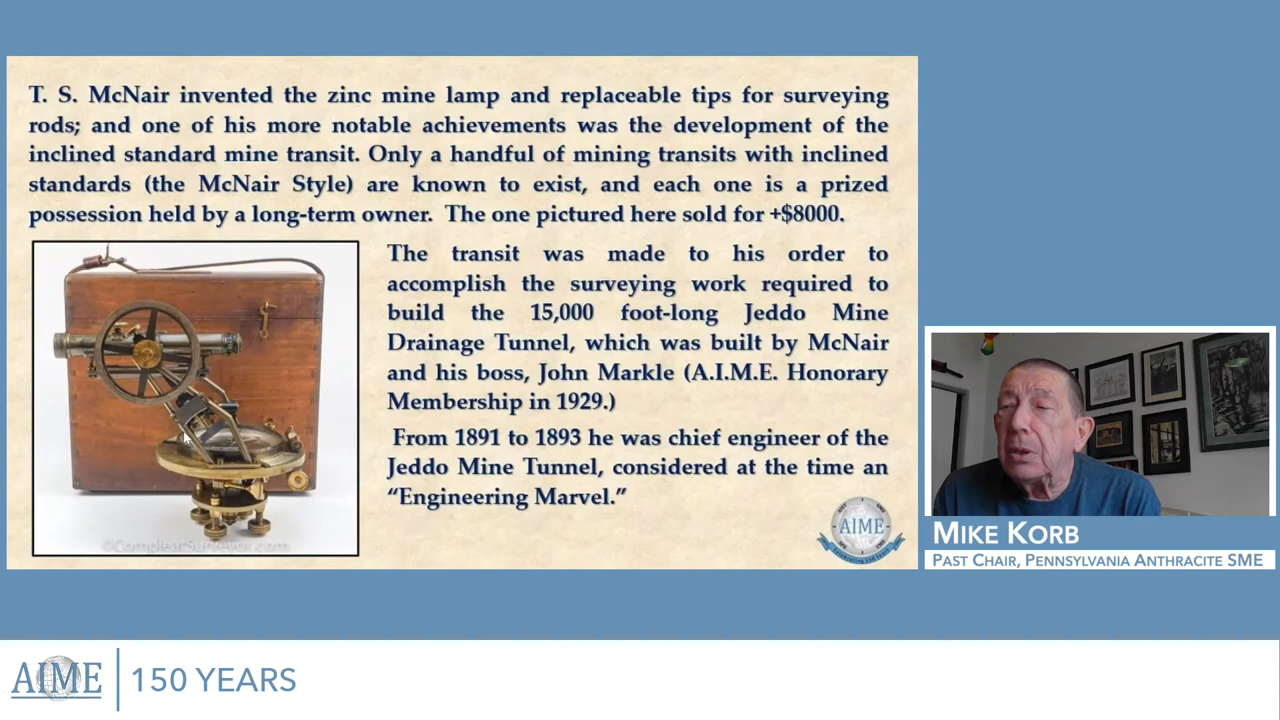 T. S. McNair invented the zinc mine lamp and replaceable tips for surveying
rods; and one of his more notable achievements was the development of the
inclined standard mine transit. Only a handful of mining transits with inclined
standards (the McNair Style) are known to exist, and each one is a prized
possession held by a long-term owner. The one pictured here sold for +$8000.
The transit was made to his order to
accomplish the surveying work required to
build the 15,000 foot-long Jeddo Mine
Drainage Tunnel, which was built by McNair
and his boss, John Markle (A.I.M.E. Honorary
Membership in 1929.)
From 1891 to 1893 he was chief engineer of the
Jeddo Mine Tunnel, considered at the time an
“Engineering Marvel.”
©CompleatSurveyor.com
AIME
MIKE KORB
PAST CHAIR, PENNSYLVANIA ANTHRACITE SME
AIME
150 YEARS